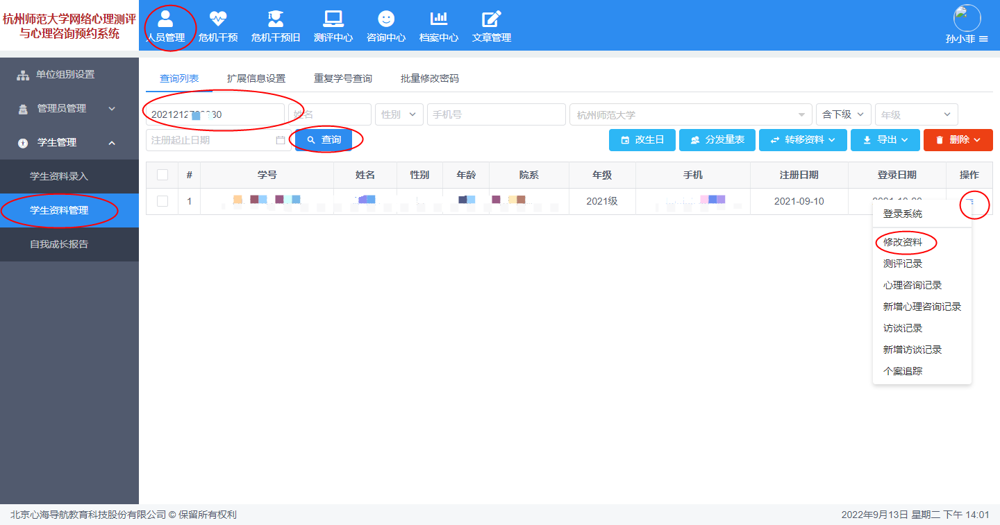 杭州师范大学网络心理测评
与心理咨询预约系统
人员管理
危机干预
危机干预旧
测评中心
咨询中心
档案中心
文章管理
孙小菲
单位组别设置
管理员管理
学生管理
学生资料录入
学生资料管理
自我成长报告
查询列表 扩展信息设置 重复学号查询 批量修改密码
姓名 性别 手机号 杭州师范大学 含下级 年级
注册起止日期 查询 改生日 分发量表 转移资料 导出 删除
# 学号 姓名 性别 年龄 院系 年级 手机 注册日期 登录日期 操作
1 2021级 2021-09-10
登录系统
修改资料
测评记录
心理咨询记录
新增心理咨询记录
访谈记录
新增访谈记录
个案追踪
北京心海导航教育科技股份有限公司 © 保留所有权利
2022年9月13日 星期二 下午 14:01